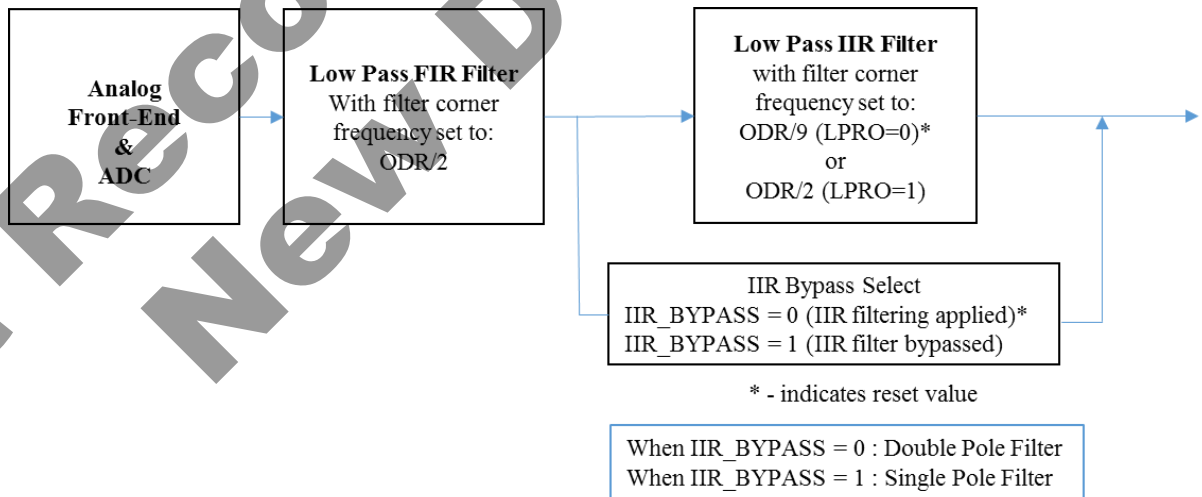 Analog
Front-End
&
ADC
Low Pass FIR Filter
With filter corner
frequency set to:
ODR/2
Low Pass IIR Filter
with filter corner
frequency set to:
ODR/9 (LPRO=0)*
or
ODR/2 (LPRO=1)
IIR Bypass Select
IIR_BYPASS = 0 (IIR filtering applied)*
IIR_BYPASS = 1 (IIR filter bypassed)
* - indicates reset value
When IIR_BYPASS = 0 : Double Pole Filter
When IIR_BYPASS = 1 : Single Pole Filter
Reco
New D